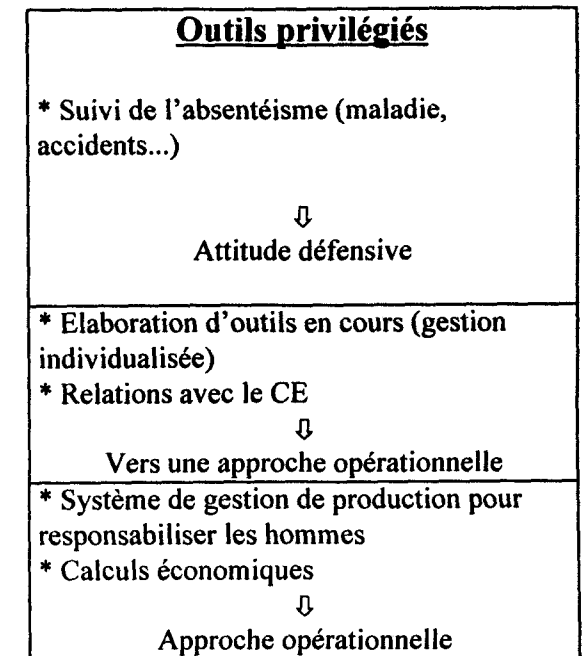 Outils privilégiés
* Suivi de l'absentéisme (maladie,
accidents...)
⇩
Attitude défensive
* Elaboration d'outils en cours (gestion
individualisée)
* Relations avec le CE
⇩
Vers une approche opérationnelle
* Système de gestion de production pour
responsabiliser les hommes
* Calculs économiques
⇩
Approche opérationnelle